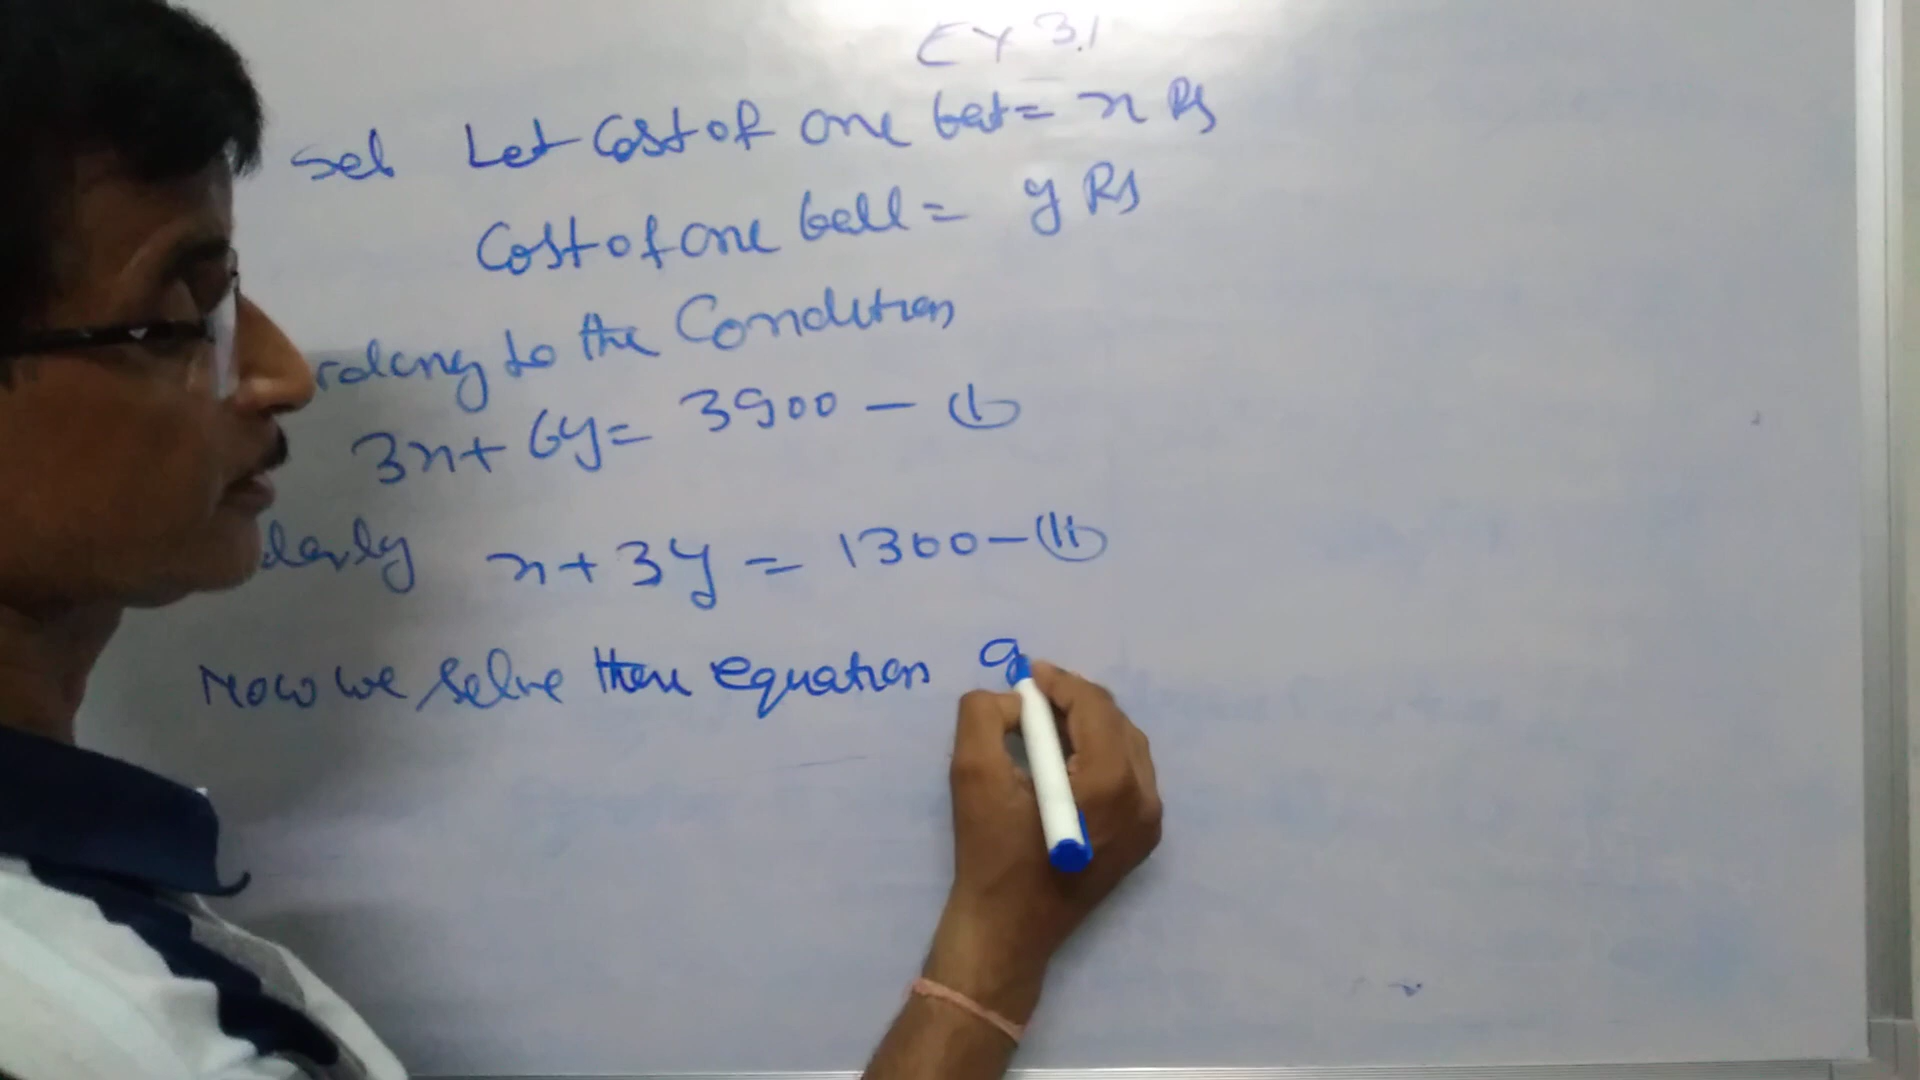 EX 3.1
Sol Let Cost of one bat = x Rs
Cost of one ball = y Rs
rding to the Condition
3x + 6y = 3900 - (i)
larly x + 3y = 1300 - (ii)
Now we solve these equation g